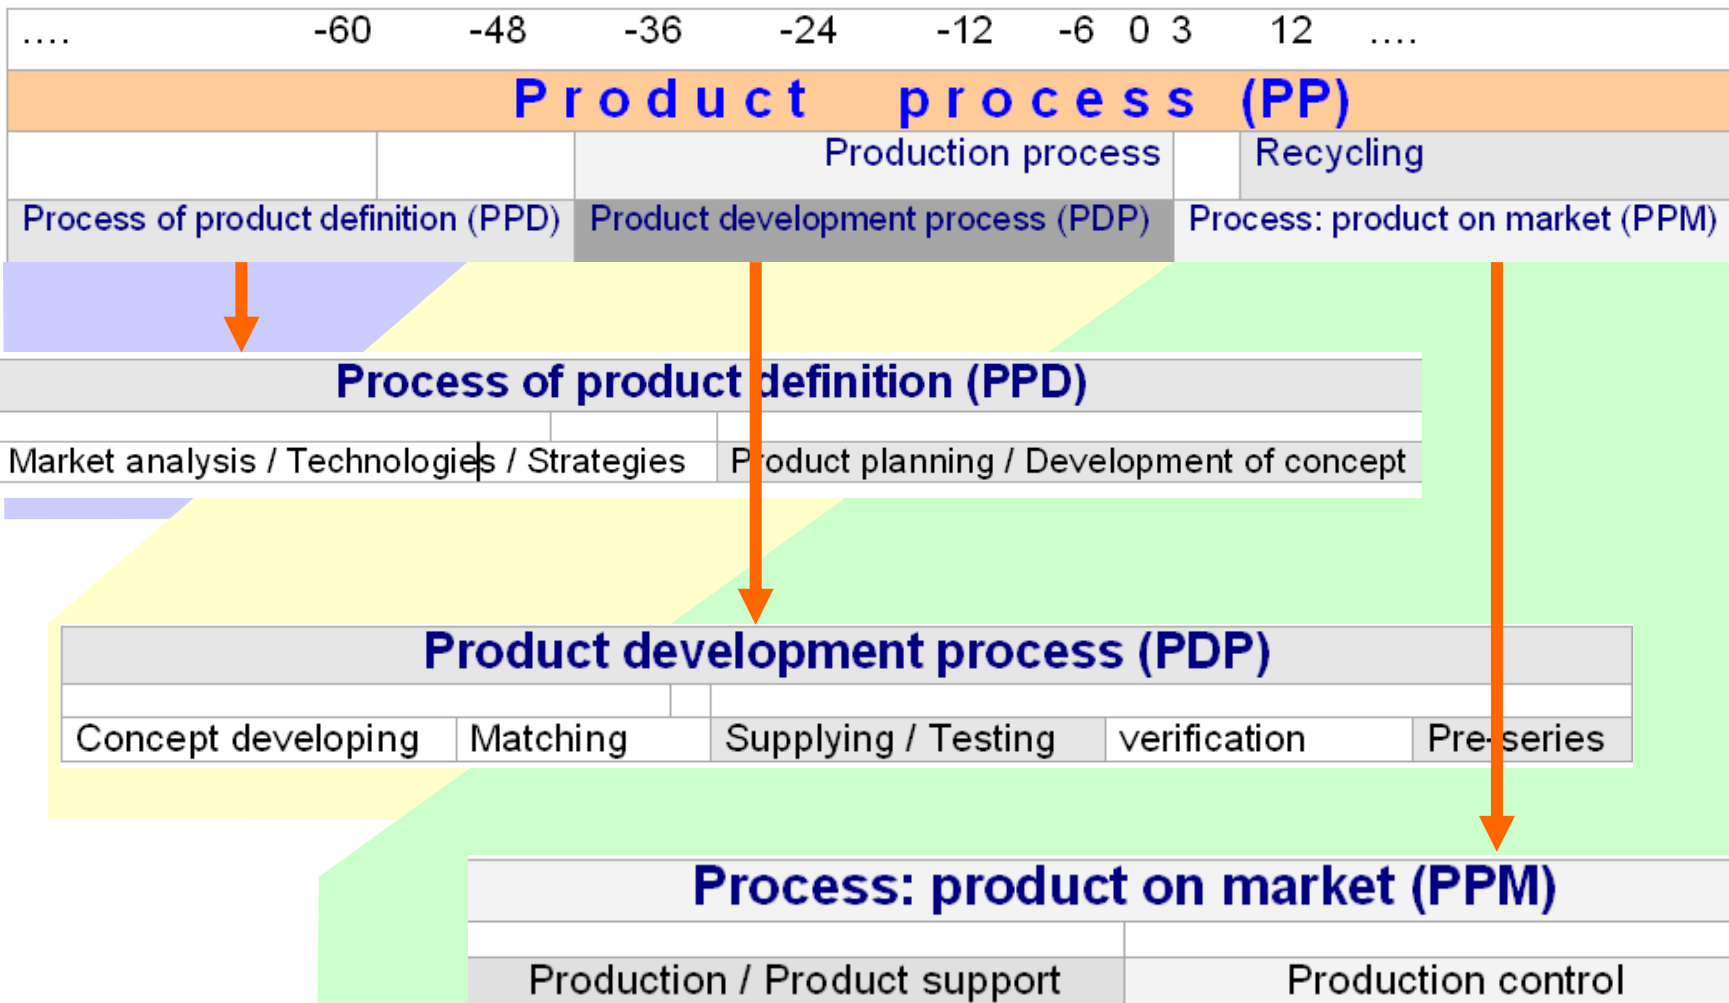 .... -60 -48 -36 -24 -12 -6 0 3 12 ....
Product process (PP)
Production process Recycling
Process of product definition (PPD) Product development process (PDP) Process: product on market (PPM)
Process of product definition (PPD)
Market analysis / Technologies / Strategies Product planning / Development of concept
Product development process (PDP)
Concept developing Matching Supplying / Testing verification Pre-series
Process: product on market (PPM)
Production / Product support Production control